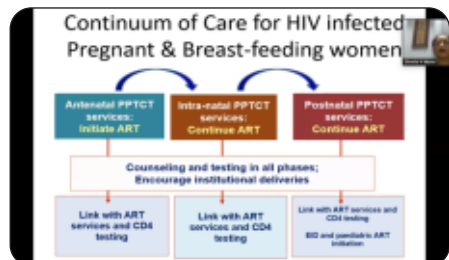 Continuum of Care for HIV infected
Pregnant & Breast-feeding women
Antenatal PPTCT
services:
Initiate ART
Intra-natal PPTCT
services:
Continue ART
Postnatal PPTCT
services:
Continue ART
Counseling and testing in all phases;
Encourage institutional deliveries
Link with ART
services and CD4
testing
Link with ART
services and CD4
testing
Link with ART services and
CD4 testing
EID and paediatric ART
initiation